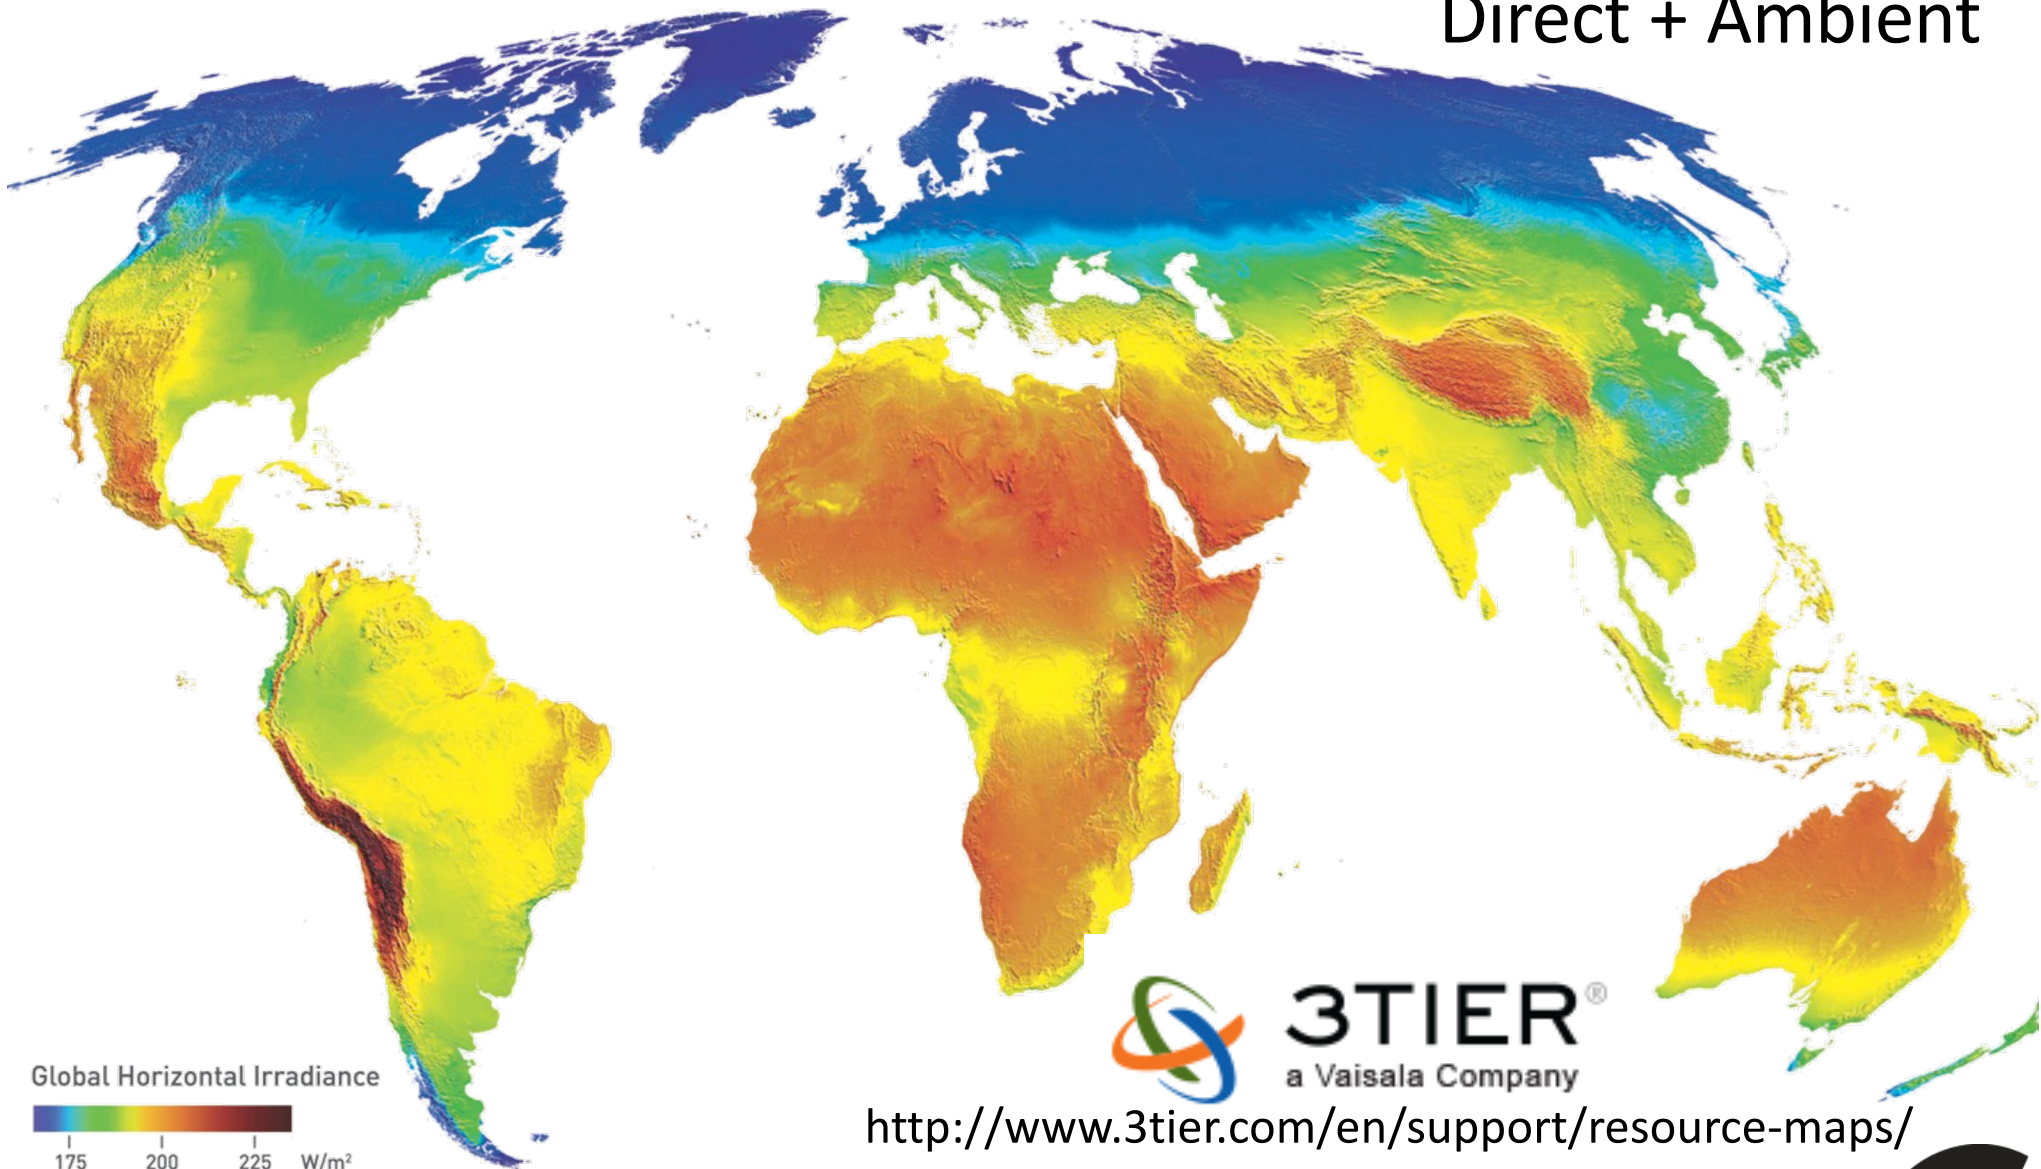 Direct + Ambient
3TIER®
a Vaisala Company
Global Horizontal Irradiance
175 200 225 W/m²
http://www.3tier.com/en/support/resource-maps/